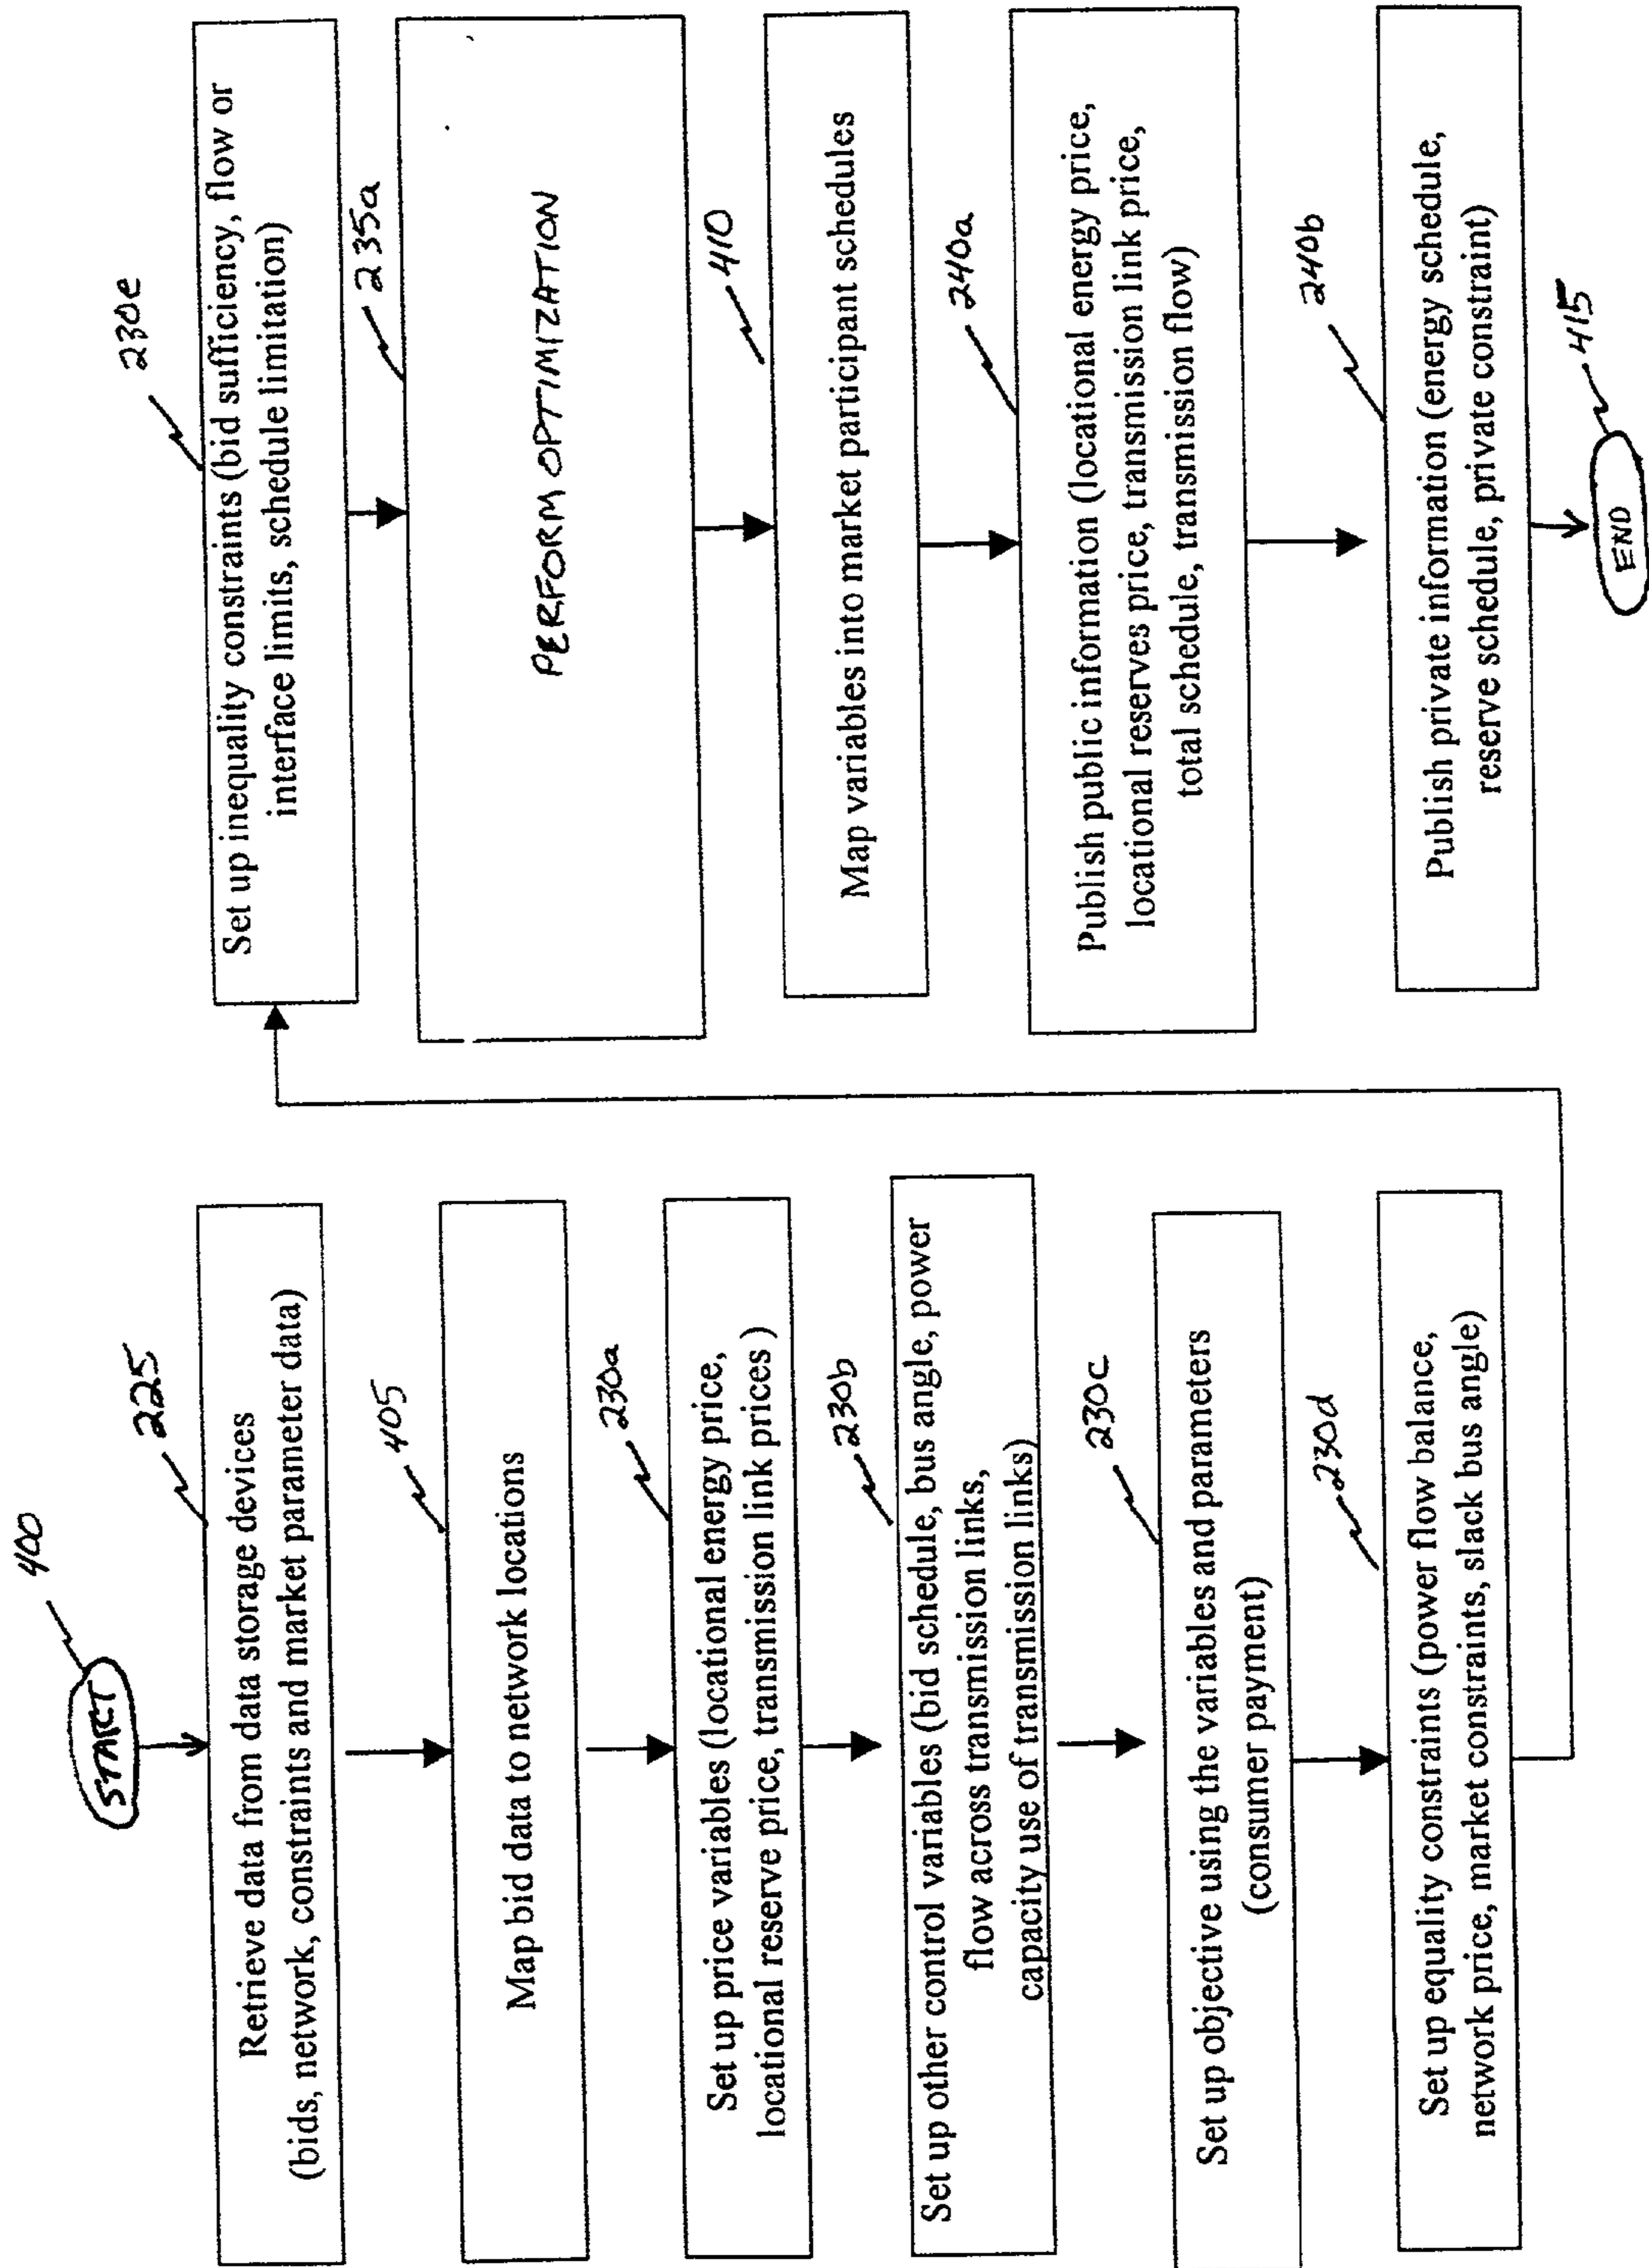 400
START
225
Retrieve data from data storage devices
(bids, network, constraints and market parameter data)
405
Map bid data to network locations
230a
Set up price variables (locational energy price,
locational reserve price, transmission link prices )
230b
Set up other control variables (bid schedule, bus angle, power
flow across transmission links,
capacity use of transmission links)
230c
Set up objective using the variables and parameters
(consumer payment)
230d
Set up equality constraints (power flow balance,
network price, market constraints, slack bus angle)
230e
Set up inequality constraints (bid sufficiency, flow or
interface limits, schedule limitation)
235a
PERFORM OPTIMIZATION
410
Map variables into market participant schedules
240a
Publish public information (locational energy price,
locational reserves price, transmission link price,
total schedule, transmission flow)
240b
Publish private information (energy schedule,
reserve schedule, private constraint)
415
END